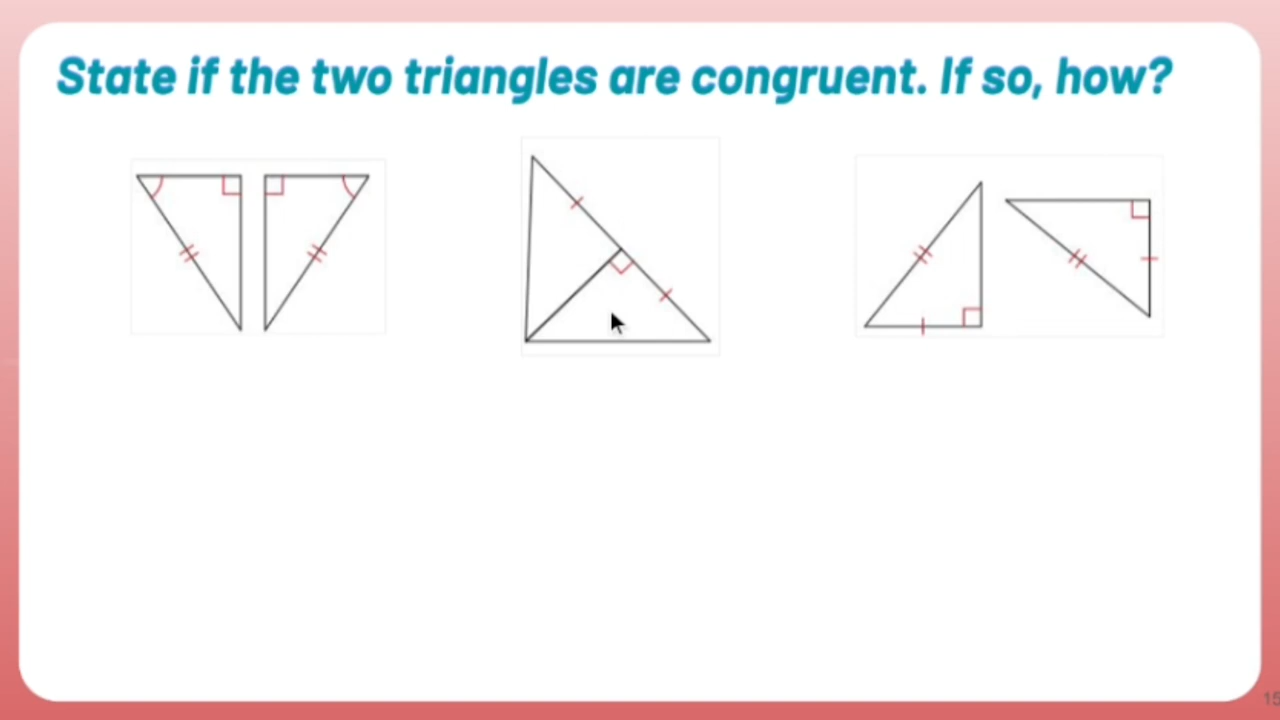 State if the two triangles are congruent. If so, how?